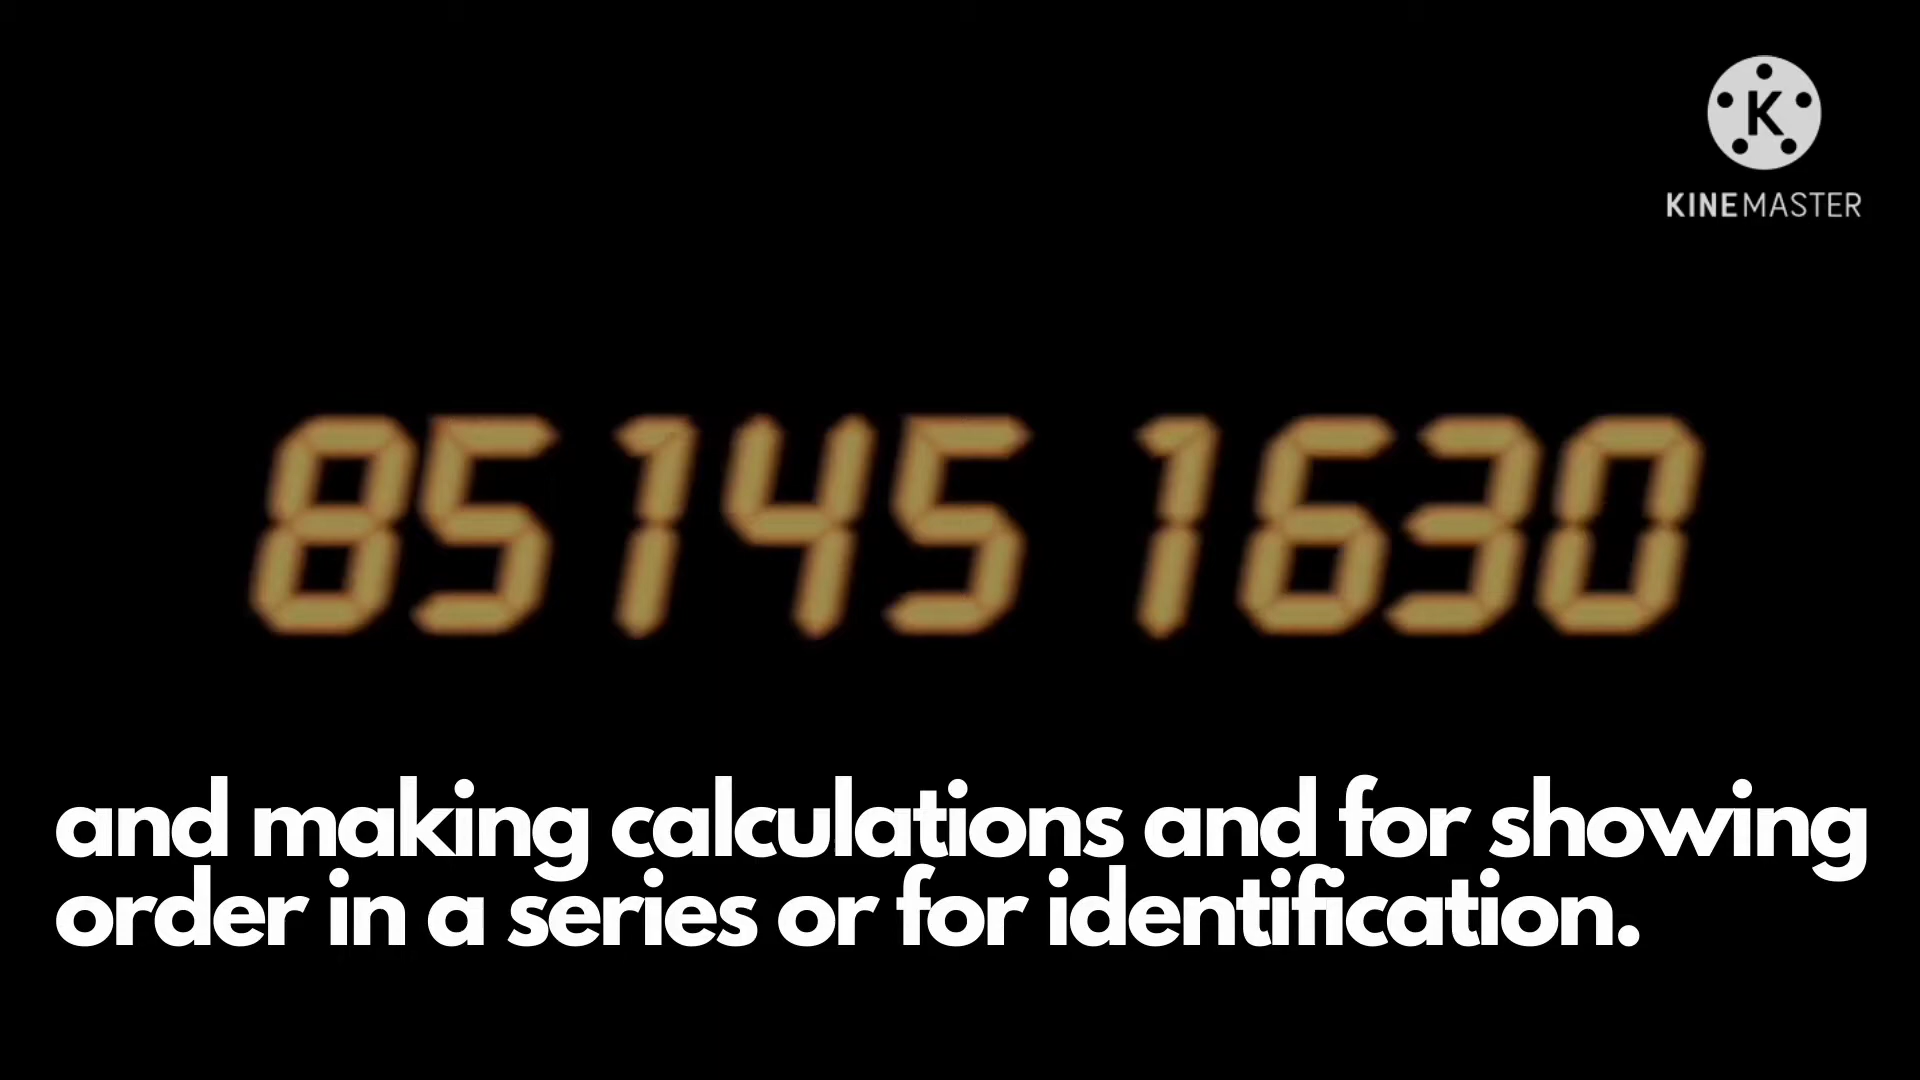 K
KINEMASTER
85145 1630
and making calculations and for showing
order in a series or for identification.